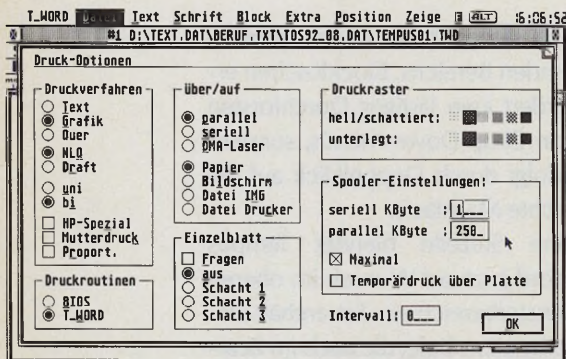 T_WORD Datei Text Schrift Block Extra Position Zeige ALT 16:06:52
#1 D:\TEXT.DAT\BERUF.TXT\TOS92_08.DAT\TEMPUS01.TWD
Druck-Optionen
Druckverfahren
Text
Grafik
Quer
NLQ
Draft
uni
bi
HP-Spezial
Mutterdruck
Proport.
Druckroutinen
BIOS
T_WORD
über/auf
parallel
seriell
DMA-Laser
Papier
Bildschirm
Datei IMG
Datei Drucker
Einzelblatt
Fragen
aus
Schacht 1
Schacht 2
Schacht 3
Druckraster
hell/schattiert:
unterlegt:
Spooler-Einstellungen:
seriell KByte :1___
parallel KByte :250_
Maximal
Temporärdruck über Platte
Intervall: 0___
OK